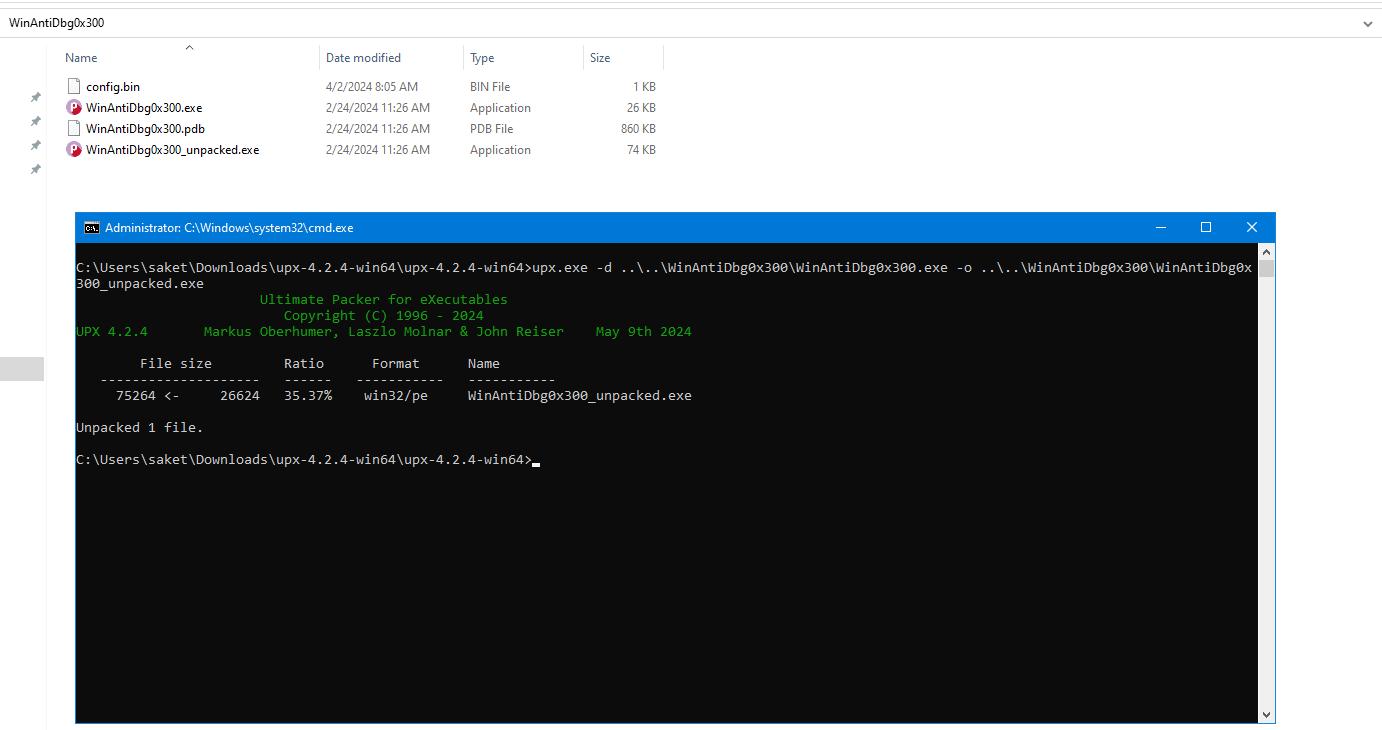 WinAntiDbg0x300
Name Date modified Type Size
config.bin 4/2/2024 8:05 AM BIN File 1 KB
WinAntiDbg0x300.exe 2/24/2024 11:26 AM Application 26 KB
WinAntiDbg0x300.pdb 2/24/2024 11:26 AM PDB File 860 KB
WinAntiDbg0x300_unpacked.exe 2/24/2024 11:26 AM Application 74 KB
Administrator: C:\Windows\system32\cmd.exe
C:\Users\saket\Downloads\upx-4.2.4-win64\upx-4.2.4-win64>upx.exe -d ..\..\WinAntiDbg0x300\WinAntiDbg0x300.exe -o ..\..\WinAntiDbg0x300\WinAntiDbg0x
300_unpacked.exe
Ultimate Packer for eXecutables
Copyright (C) 1996 - 2024
UPX 4.2.4 Markus Oberhumer, Laszlo Molnar & John Reiser May 9th 2024
File size Ratio Format Name
-------------------- ------ ----------- -----------
75264 <- 26624 35.37% win32/pe WinAntiDbg0x300_unpacked.exe
Unpacked 1 file.
C:\Users\saket\Downloads\upx-4.2.4-win64\upx-4.2.4-win64>